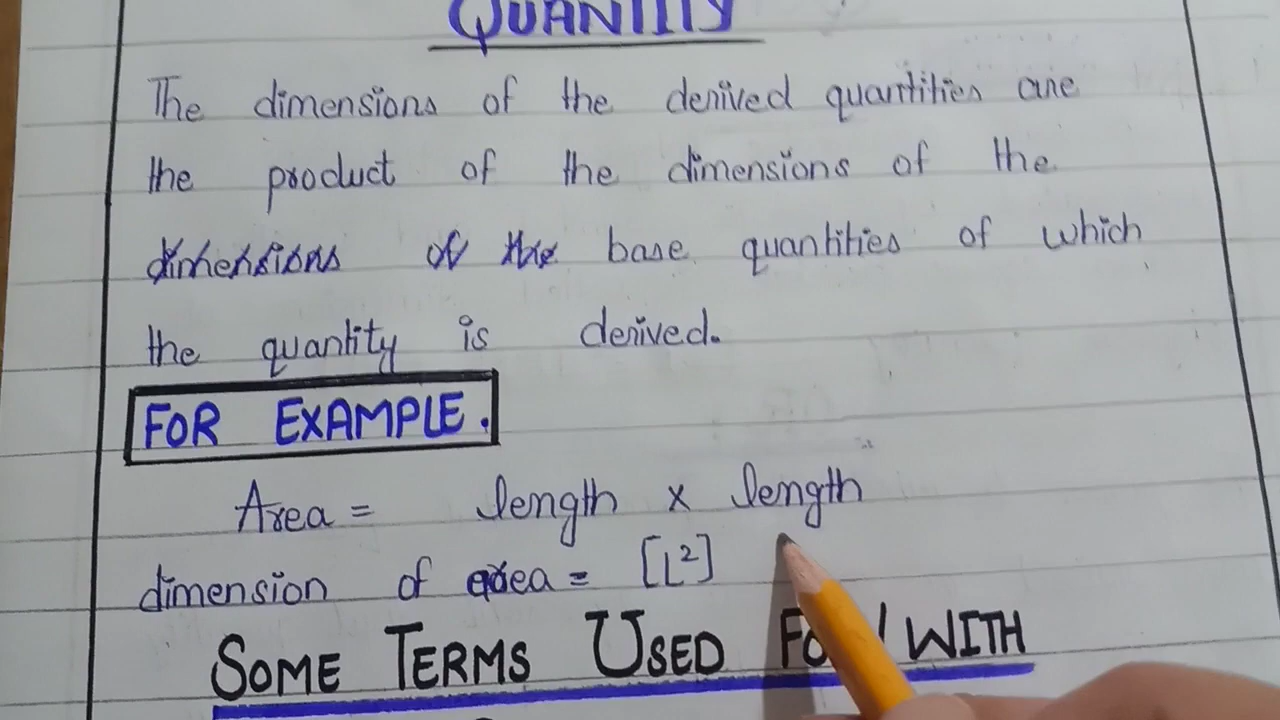 QUANTITY
The dimensions of the derived quantities are
the product of the dimensions of the
dimensions of the base quantities of which
the quantity is derived.
FOR EXAMPLE.
Area = length x length
dimension of area = [L²]
SOME TERMS USED WITH